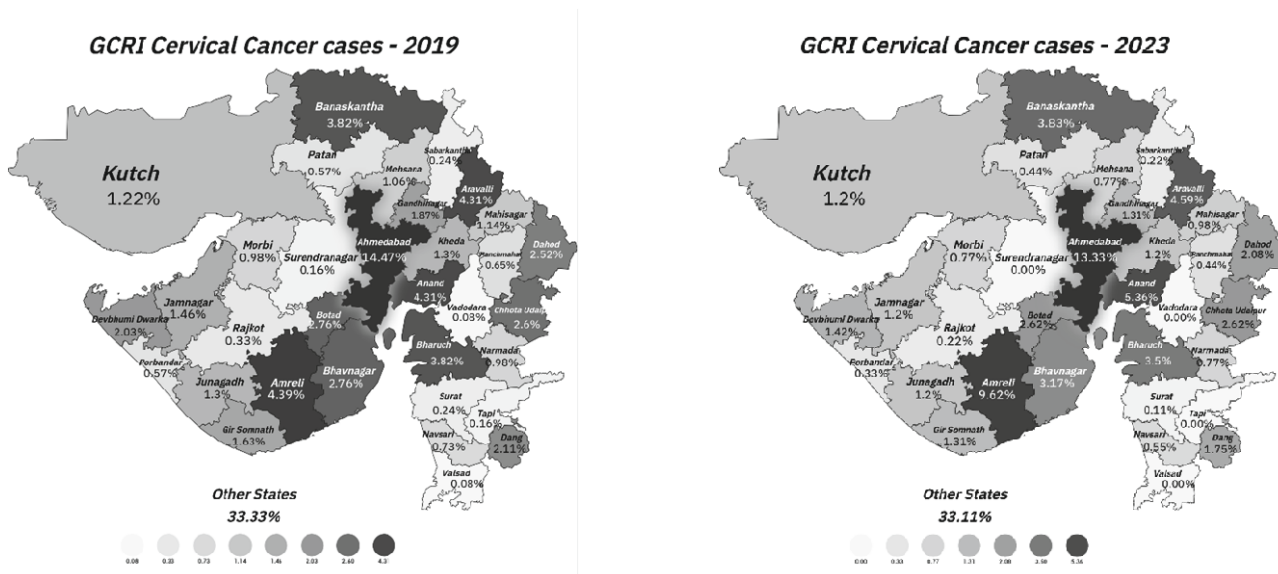 GCRI Cervical Cancer cases - 2019
Banaskantha
3.82%
Patan
0.57%
Sabarkantha
0.24%
Mehsana
1.06%
Kutch
1.22%
Aravalli
4.31%
Gandhinagar
1.87%
Mahisagar
1.14%
Ahmedabad
14.47%
Kheda
1.3%
Dahod
2.52%
Morbi
0.98%
Surendranagar
0.16%
0.65%
Anand
4.31%
Jamnagar
1.46%
Devbhumi Dwarka
2.03%
Boted
2.76%
Vadodara
0.03%
Chhota Udaipur
2.6%
Rajkot
0.33%
Bharuch
3.82%
Narmada
0.90%
Porbandar
0.57%
Junagadh
1.3%
Amreli
4.39%
Bhavnagar
2.76%
Surat
0.24%
Tapi
0.16%
Gir Somnath
1.63%
Navsari
0.73%
Dang
2.11%
Valsad
0.08%
Other States
33.33%
0.08 0.33 0.73 1.14 1.46 2.03 2.60 4.31
GCRI Cervical Cancer cases - 2023
Banaskantha
3.83%
Patan
0.44%
Sabarkantha
0.22%
Mehsana
0.77%
Kutch
1.2%
Aravalli
4.59%
Gandhinagar
1.31%
Mahisagar
0.98%
Ahmedabad
13.33%
Kheda
1.2%
Dahod
2.08%
Morbi
0.77%
Surendranagar
0.00%
0.44%
Anand
5.36%
Jamnagar
1.2%
Devbhumi Dwarka
1.42%
Boted
2.62%
Vadodara
0.00%
Chhota Udaipur
2.62%
Rajkot
0.22%
Bharuch
3.5%
Narmada
0.77%
Porbandar
0.33%
Junagadh
1.2%
Amreli
9.62%
Bhavnagar
3.17%
Surat
0.11%
Tapi
0.00%
Gir Somnath
1.31%
Navsari
0.55%
Dang
1.75%
Valsad
0.00%
Other States
33.11%
0.00 0.33 0.77 1.31 2.08 3.50 5.36